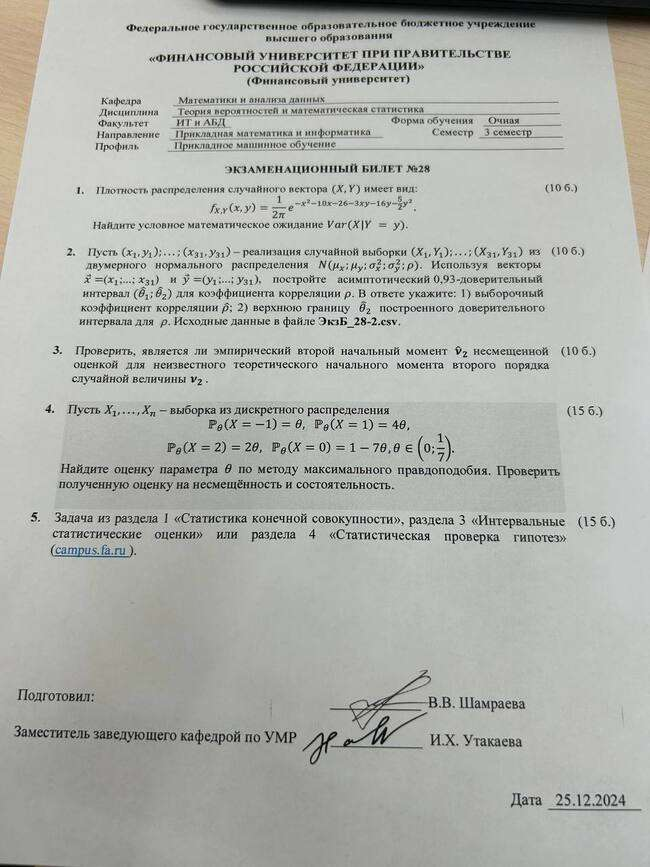 Федеральное государственное образовательное бюджетное учреждение
высшего образования
«ФИНАНСОВЫЙ УНИВЕРСИТЕТ ПРИ ПРАВИТЕЛЬСТВЕ
РОССИЙСКОЙ ФЕДЕРАЦИИ»
(Финансовый университет)
Кафедра Математики и анализа данных
Дисциплина Теория вероятностей и математическая статистика
Факультет ИТ и АБД Форма обучения Очная
Направление Прикладная математика и информатика Семестр 3 семестр
Профиль Прикладное машинное обучение
ЭКЗАМЕНАЦИОННЫЙ БИЛЕТ №28
1. Плотность распределения случайного вектора (X, Y) имеет вид: (10 б.)
f_{X,Y}(x, y) = \frac{1}{2π} e^{−x²−10x−26−3xy−16y−\frac{5}{2}y²}.
Найдите условное математическое ожидание Var(X|Y = y).
2. Пусть (x₁, y₁); …; (x₃₁, y₃₁) – реализация случайной выборки (X₁, Y₁); …; (X₃₁, Y₃₁) из (10 б.)
двумерного нормального распределения N(μₓ; μ_y; σₓ²; σ_y²; ρ). Используя векторы
x⃗ =(x₁;...; x₃₁) и y⃗ =(y₁;...; y₃₁), постройте асимптотический 0,93-доверительный
интервал (θ̂₁; θ̂₂) для коэффициента корреляции ρ. В ответе укажите: 1) выборочный
коэффициент корреляции ρ̂; 2) верхнюю границу θ̂₂ построенного доверительного
интервала для ρ. Исходные данные в файле ЭкзБ_28-2.csv.
3. Проверить, является ли эмпирический второй начальный момент ν̂₂ несмещенной (10 б.)
оценкой для неизвестного теоретического начального момента второго порядка
случайной величины ν₂ .
4. Пусть X₁, … , Xₙ – выборка из дискретного распределения (15 б.)
ℙ_θ(X = −1) = θ, ℙ_θ(X = 1) = 4θ,
ℙ_θ(X = 2) = 2θ, ℙ_θ(X = 0) = 1 − 7θ, θ ∈ (0; \frac{1}{7}).
Найдите оценку параметра θ по методу максимального правдоподобия. Проверить
полученную оценку на несмещённость и состоятельность.
5. Задача из раздела 1 «Статистика конечной совокупности», раздела 3 «Интервальные (15 б.)
статистические оценки» или раздела 4 «Статистическая проверка гипотез»
(campus.fa.ru ).
Подготовил: В.В. Шамраева
Заместитель заведующего кафедрой по УМР И.Х. Утакаева
Дата 25.12.2024